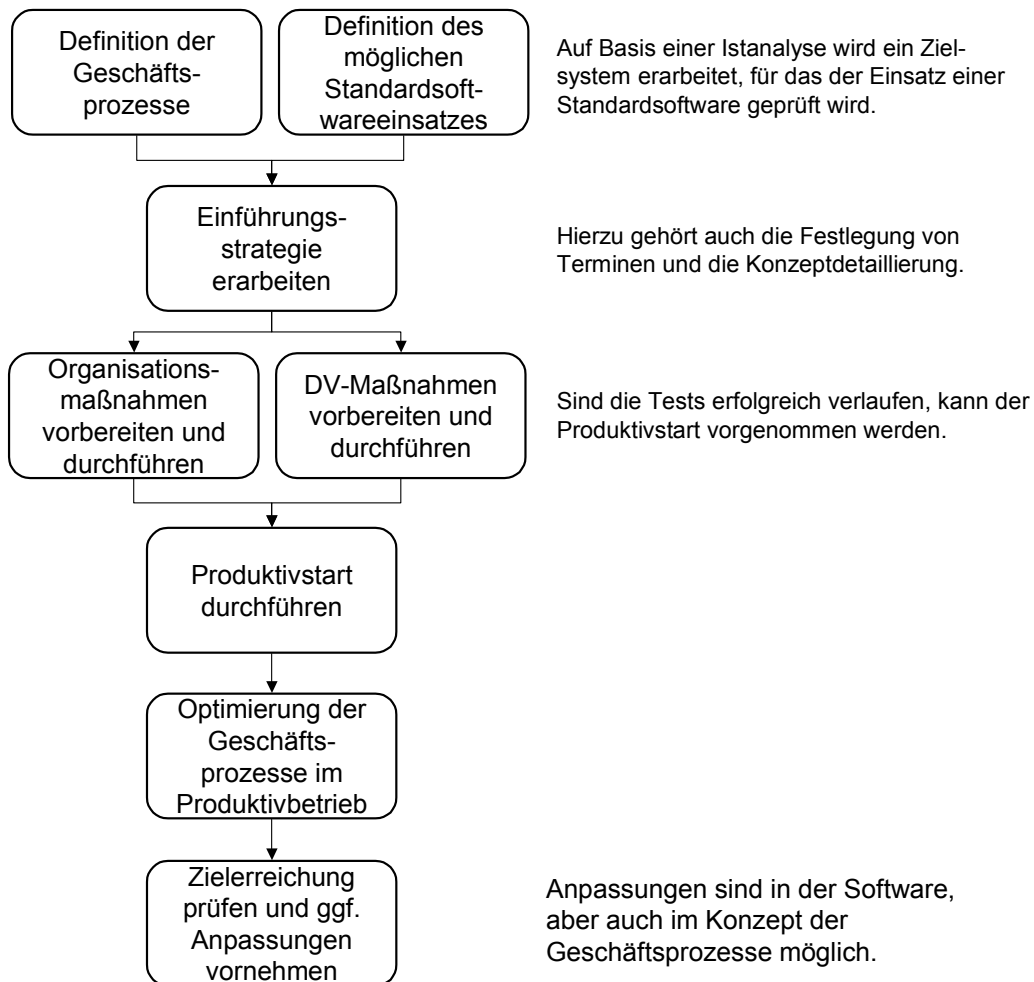 Definition der
Geschäfts-
prozesse
Definition des
möglichen
Standardsoft-
wareeinsatzes
Auf Basis einer Istanalyse wird ein Ziel-
system erarbeitet, für das der Einsatz einer
Standardsoftware geprüft wird.
Einführungs-
strategie
erarbeiten
Hierzu gehört auch die Festlegung von
Terminen und die Konzeptdetaillierung.
Organisations-
maßnahmen
vorbereiten und
durchführen
DV-Maßnahmen
vorbereiten und
durchführen
Sind die Tests erfolgreich verlaufen, kann der
Produktivstart vorgenommen werden.
Produktivstart
durchführen
Optimierung der
Geschäfts-
prozesse im
Produktivbetrieb
Zielerreichung
prüfen und ggf.
Anpassungen
vornehmen
Anpassungen sind in der Software,
aber auch im Konzept der
Geschäftsprozesse möglich.